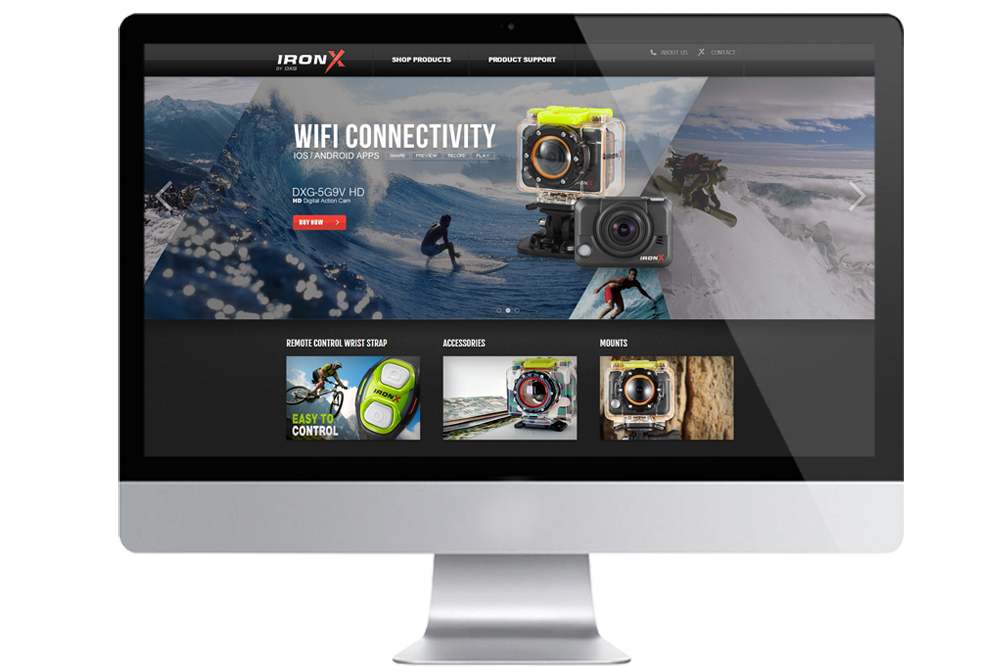 IRONX
BY DXG
SHOP PRODUCTS
PRODUCT SUPPORT
ABOUT US
CONTACT
WIFI CONNECTIVITY
IOS / ANDROID APPS
SHARE
PREVIEW
RECORD
PLAY
DXG-5G9V HD
HD Digital Action Cam
BUY NOW
IRONX
IRONX
REMOTE CONTROL WRIST STRAP
ACCESSORIES
MOUNTS
IRONX
EASY TO
CONTROL